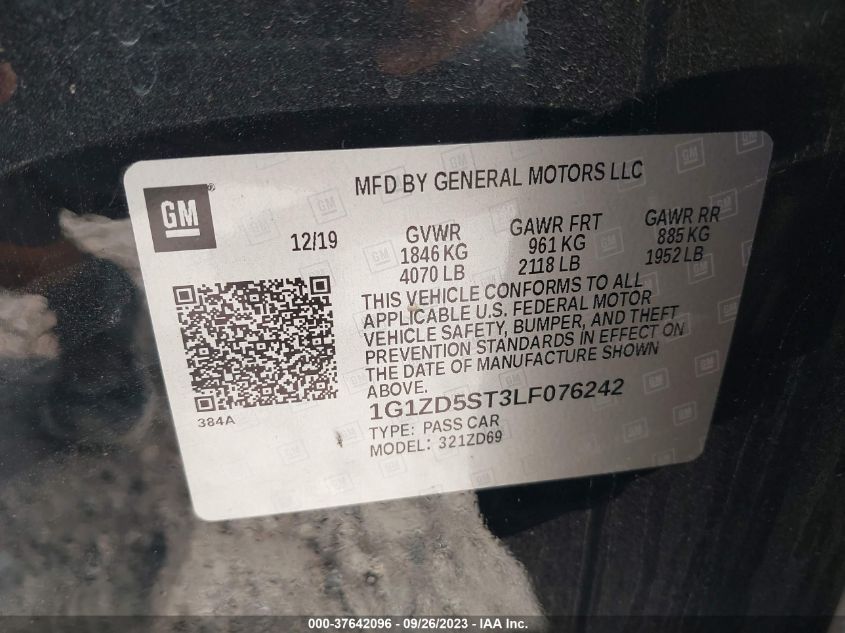 MFD BY GENERAL MOTORS LLC
GM
®
12/19
GVWR GAWR FRT GAWR RR
1846 KG 961 KG 885 KG
4070 LB 2118 LB 1952 LB
THIS VEHICLE CONFORMS TO ALL
APPLICABLE U.S. FEDERAL MOTOR
VEHICLE SAFETY, BUMPER, AND THEFT
PREVENTION STANDARDS IN EFFECT ON
THE DATE OF MANUFACTURE SHOWN
ABOVE.
384A
1G1ZD5ST3LF076242
TYPE: PASS CAR
MODEL: 321ZD69
000-37642096 - 09/26/2023 - IAA Inc.